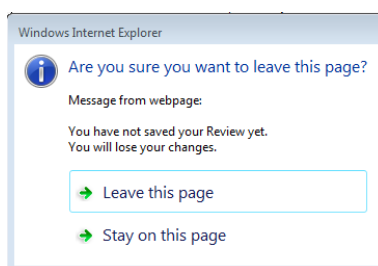 Windows Internet Explorer
Are you sure you want to leave this page?
Message from webpage:
You have not saved your Review yet.
You will lose your changes.
Leave this page
Stay on this page